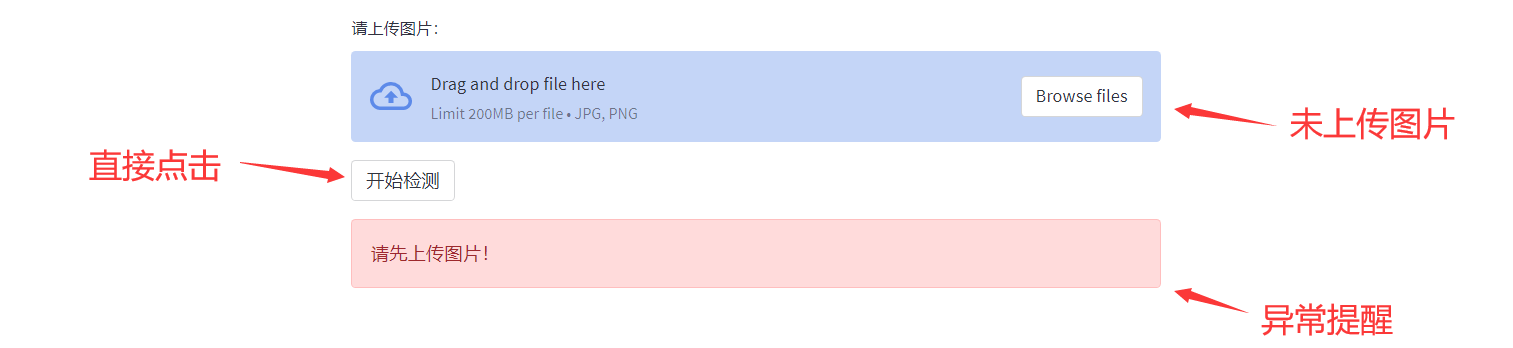 请上传图片：
Drag and drop file here
Limit 200MB per file • JPG, PNG
Browse files
未上传图片
直接点击
开始检测
请先上传图片！
异常提醒